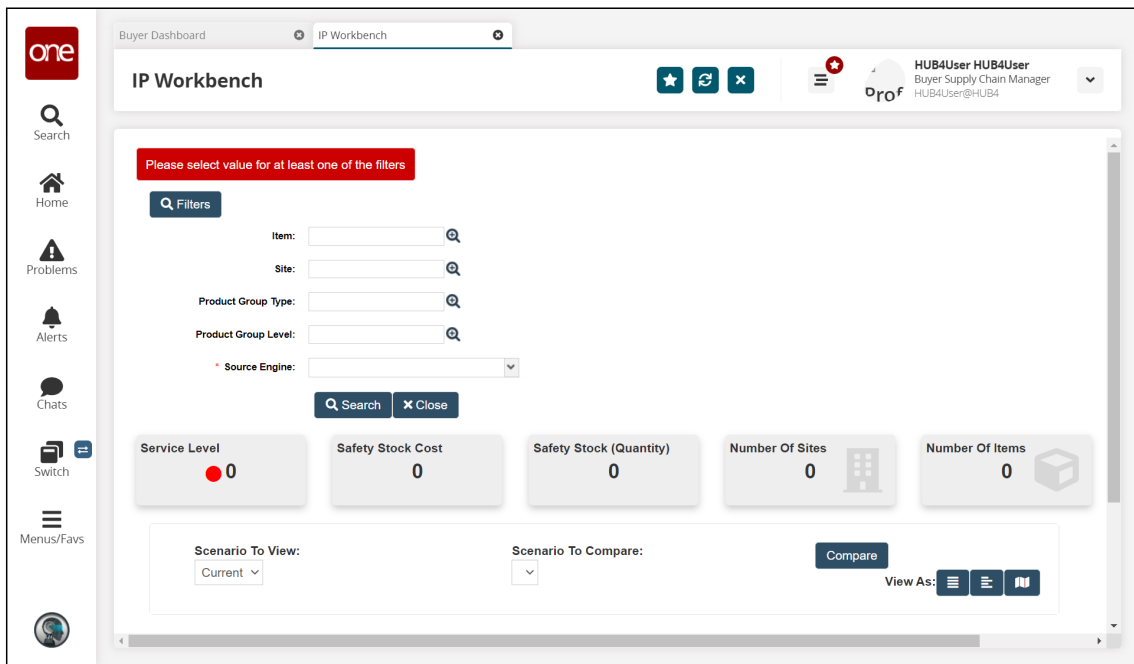 one
Buyer Dashboard
IP Workbench
IP Workbench
HUB4User HUB4User
Buyer Supply Chain Manager
HUB4User@HUB4
Prof
Search
Home
Problems
Alerts
Chats
Switch
Menus/Favs
Please select value for at least one of the filters
Filters
Item:
Site:
Product Group Type:
Product Group Level:
* Source Engine:
Search
Close
Service Level
0
Safety Stock Cost
0
Safety Stock (Quantity)
0
Number Of Sites
0
Number Of Items
0
Scenario To View:
Current
Scenario To Compare:
Compare
View As: